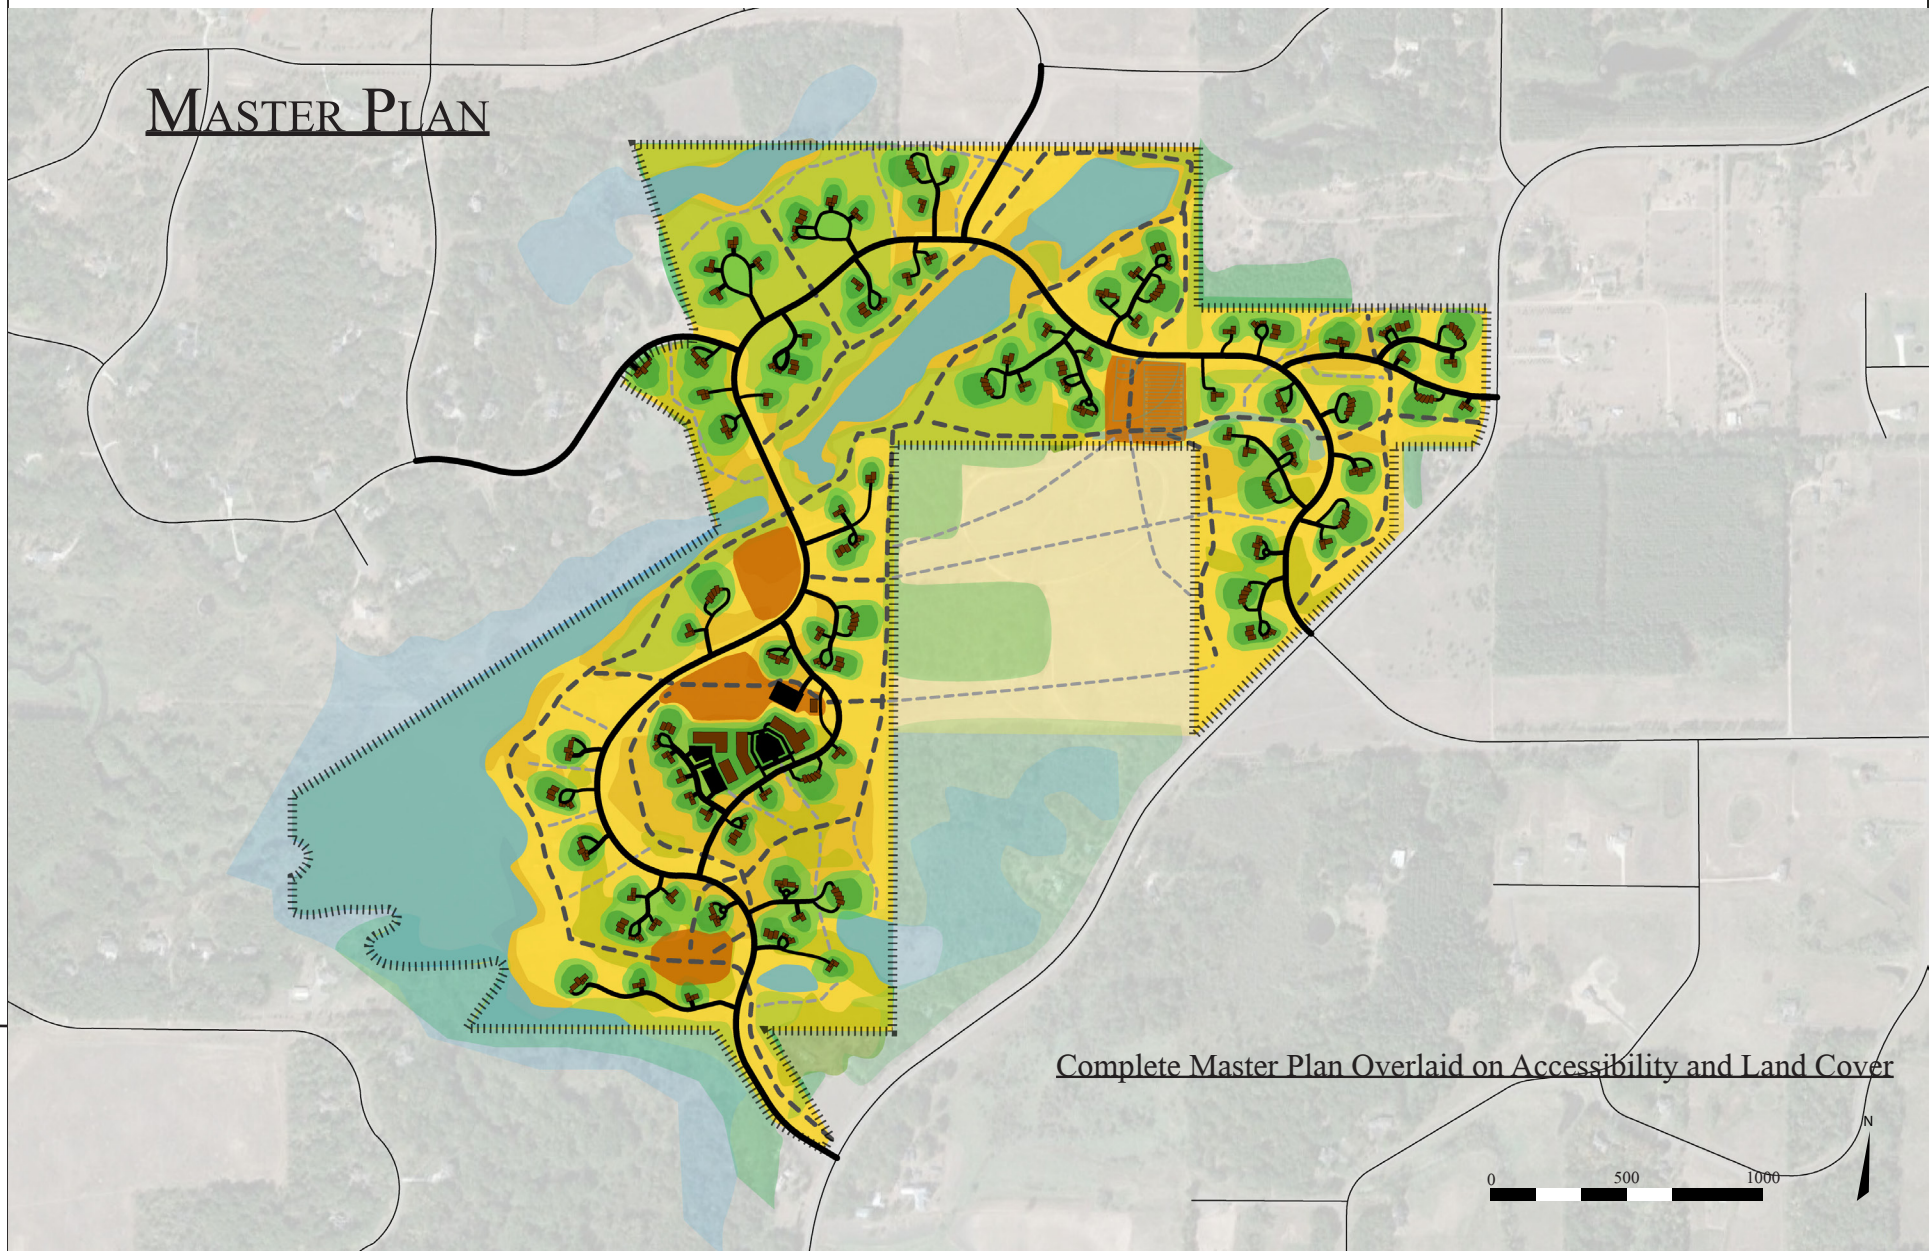 MASTER PLAN
Complete Master Plan Overlaid on Accessibility and Land Cover
N
0 500 1000